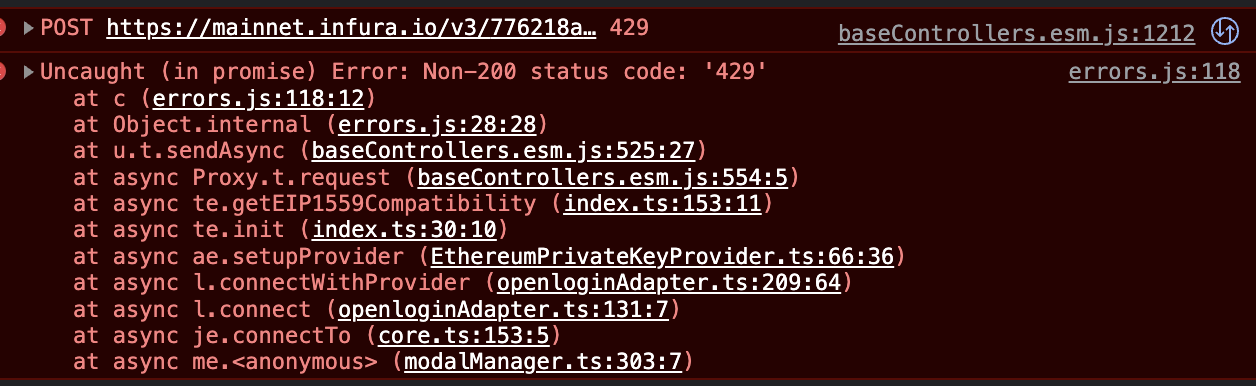 ▶POST https://mainnet.infura.io/v3/776218a… 429 baseControllers.esm.js:1212
▶Uncaught (in promise) Error: Non-200 status code: '429' errors.js:118
at c (errors.js:118:12)
at Object.internal (errors.js:28:28)
at u.t.sendAsync (baseControllers.esm.js:525:27)
at async Proxy.t.request (baseControllers.esm.js:554:5)
at async te.getEIP1559Compatibility (index.ts:153:11)
at async te.init (index.ts:30:10)
at async ae.setupProvider (EthereumPrivateKeyProvider.ts:66:36)
at async l.connectWithProvider (openloginAdapter.ts:209:64)
at async l.connect (openloginAdapter.ts:131:7)
at async je.connectTo (core.ts:153:5)
at async me.<anonymous> (modalManager.ts:303:7)